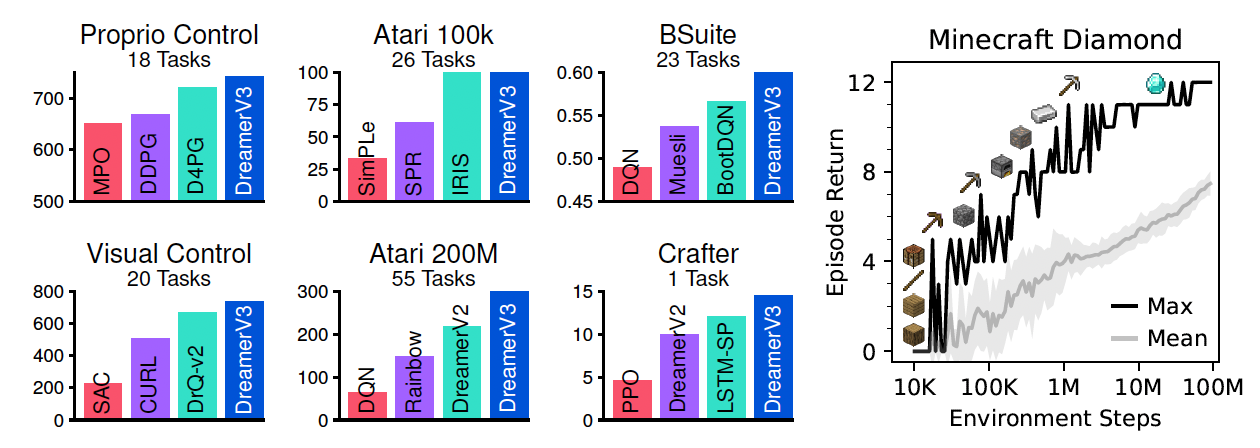 Proprio Control
18 Tasks
700
600
500
MPO
DDPG
D4PG
DreamerV3
Atari 100k
26 Tasks
100
75
50
25
0
SimPLe
SPR
IRIS
DreamerV3
BSuite
23 Tasks
0.60
0.55
0.50
0.45
DQN
Muesli
BootDQN
DreamerV3
Visual Control
20 Tasks
800
600
400
200
0
SAC
CURL
DrQ-v2
DreamerV3
Atari 200M
55 Tasks
300
200
100
0
DQN
Rainbow
DreamerV2
DreamerV3
Crafter
1 Task
15
10
5
0
PPO
DreamerV2
LSTM-SP
DreamerV3
Minecraft Diamond
Episode Return
12
8
4
0
Max
Mean
10K 100K 1M 10M 100M
Environment Steps